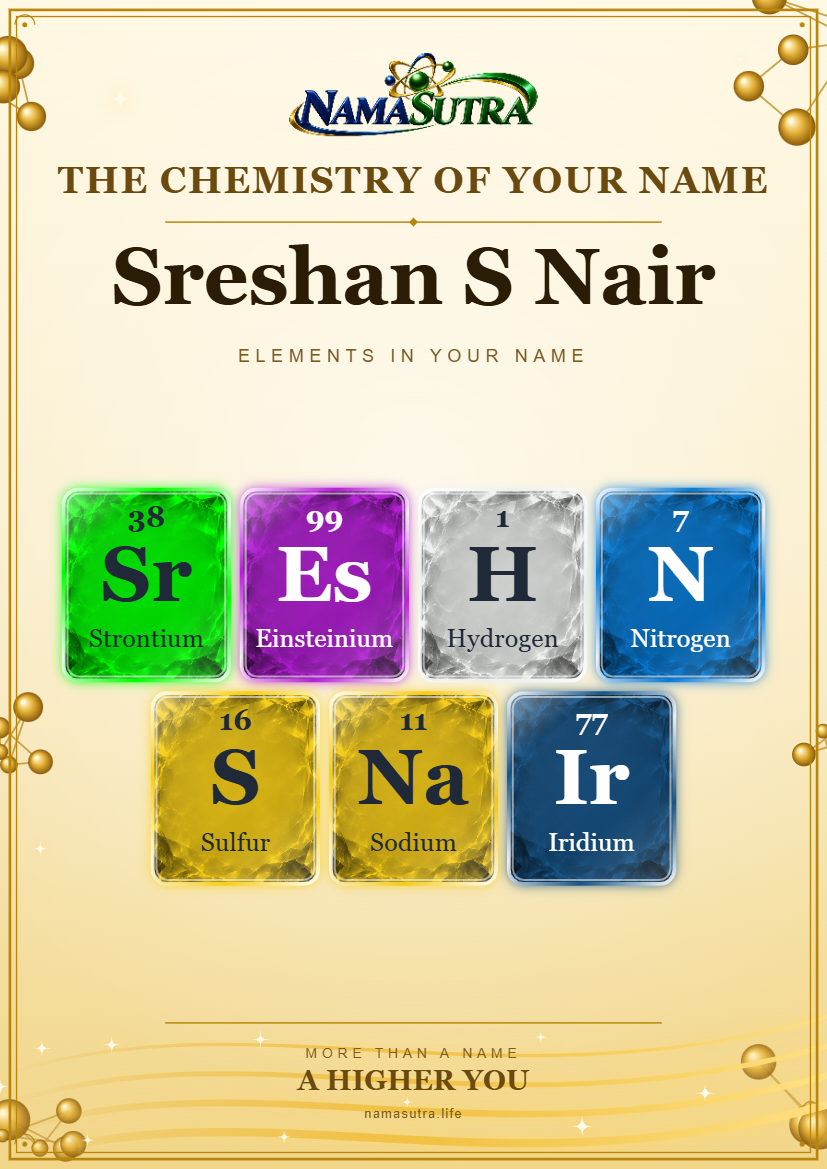 NAMASUTRA
THE CHEMISTRY OF YOUR NAME
Sreshan S Nair
ELEMENTS IN YOUR NAME
38 99 1 7
Sr Es H N
Strontium Einsteinium Hydrogen Nitrogen
16 11 77
S Na Ir
Sulfur Sodium Iridium
MORE THAN A NAME
A HIGHER YOU
namasutra.life